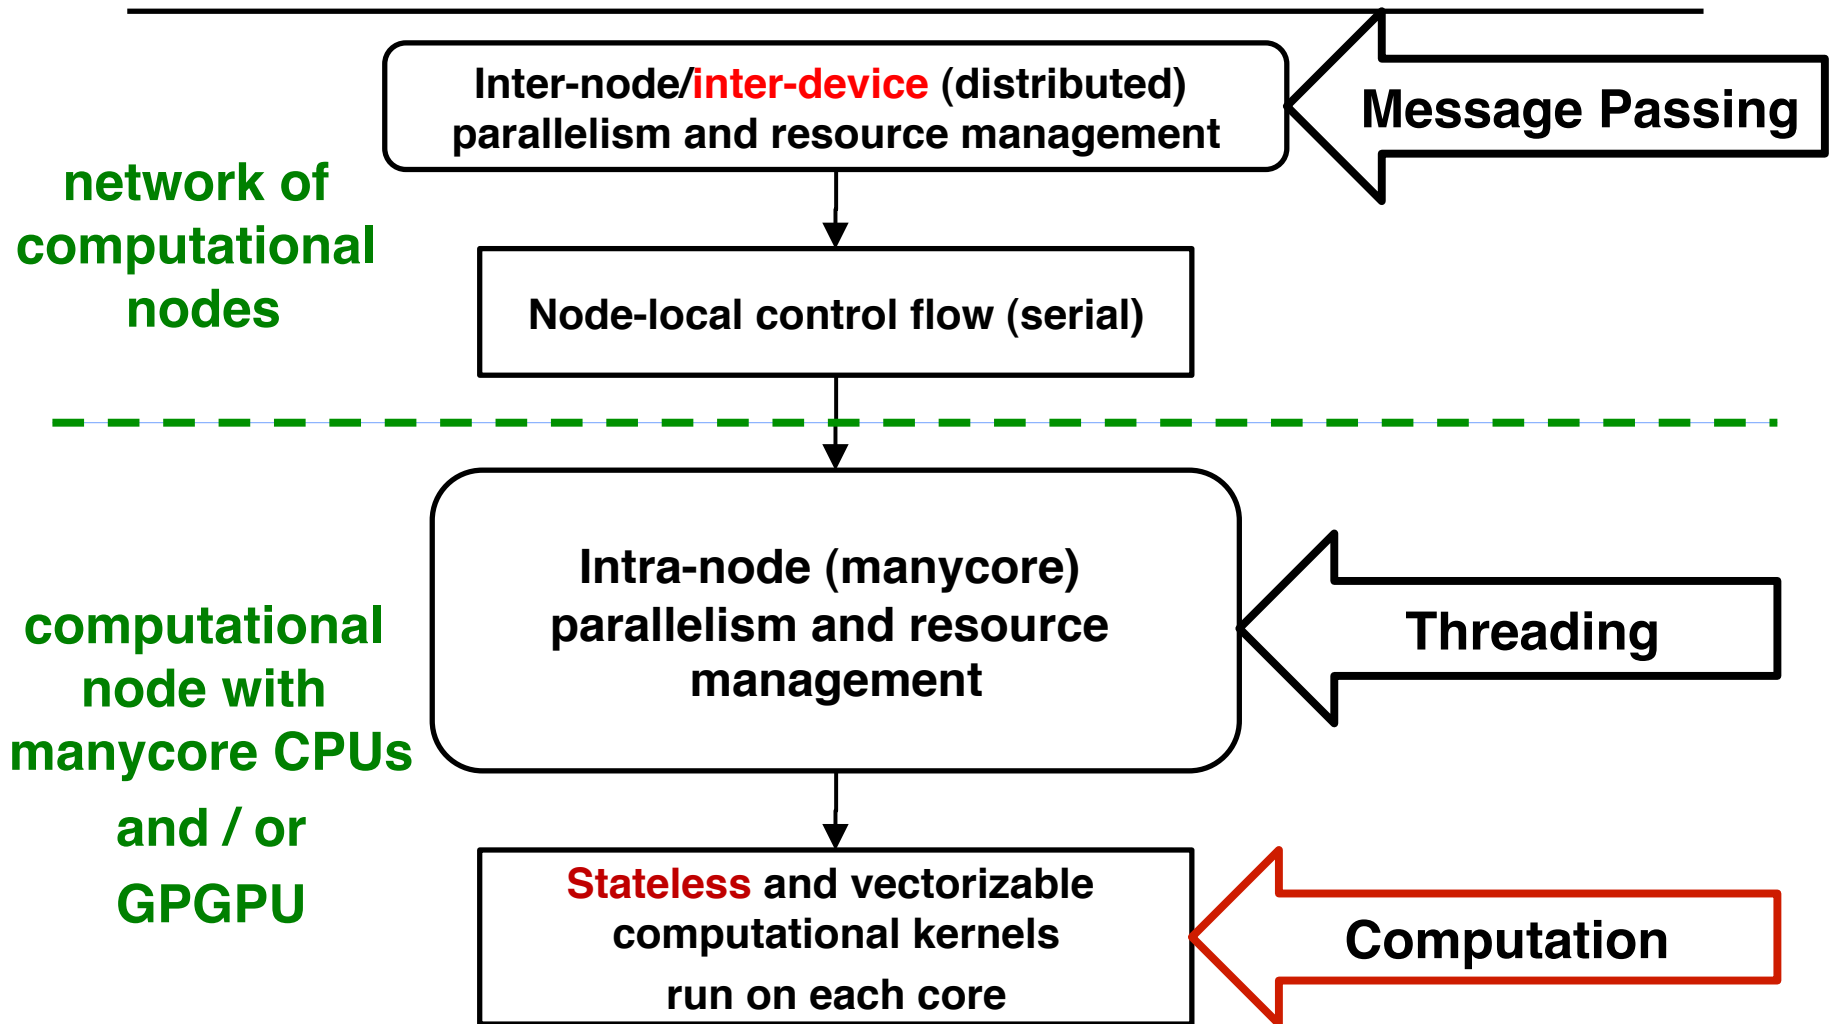 Inter-node/inter-device (distributed)
parallelism and resource management
Message Passing
network of
computational
nodes
Node-local control flow (serial)
Intra-node (manycore)
parallelism and resource
management
Threading
computational
node with
manycore CPUs
and / or
GPGPU
Stateless and vectorizable
computational kernels
run on each core
Computation